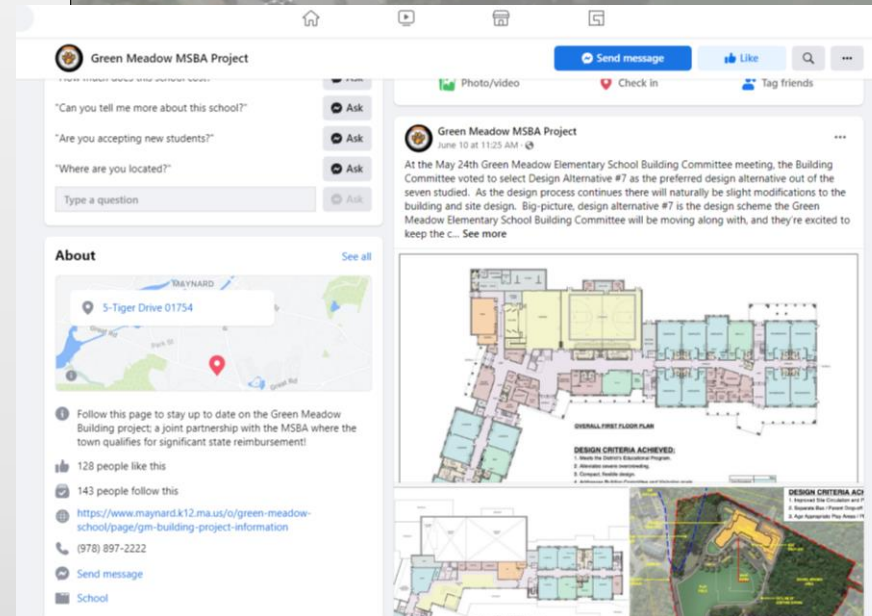 Green Meadow MSBA Project
Send message
Like
"How much does this school cost?"
Ask
"Can you tell me more about this school?"
Ask
"Are you accepting new students?"
Ask
"Where are you located?"
Ask
Type a question
Ask
About
See all
MAYNARD
5-Tiger Drive 01754
Great Rd
Park St
Great Rd
Follow this page to stay up to date on the Green Meadow
Building project; a joint partnership with the MSBA where the
town qualifies for significant state reimbursement!
128 people like this
143 people follow this
https://www.maynard.k12.ma.us/o/green-meadow-
school/page/gm-building-project-information
(978) 897-2222
Send message
School
Photo/video
Check in
Tag friends
Green Meadow MSBA Project
June 10 at 11:25 AM
At the May 24th Green Meadow Elementary School Building Committee meeting, the Building
Committee voted to select Design Alternative #7 as the preferred design alternative out of the
seven studied. As the design process continues there will naturally be slight modifications to the
building and site design. Big-picture, design alternative #7 is the design scheme the Green
Meadow Elementary School Building Committee will be moving along with, and they're excited to
keep the c... See more
OVERALL FIRST FLOOR PLAN
DESIGN CRITERIA ACHIEVED:
1. Meets the District's Educational Program.
2. Alleviates severe overcrowding.
3. Compact, flexible design.
DESIGN CRITERIA ACH
1. Improved Site Circulation and P
2. Separate Bus / Parent Drop-off
3. Age Appropriate Play Areas / Fi